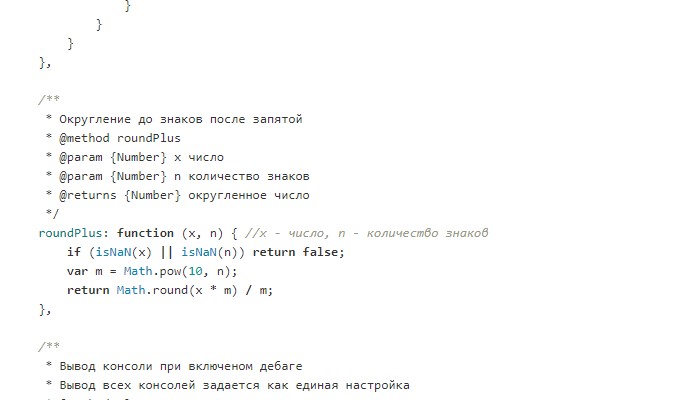 }
        }
    }
},

/**
 * Округление до знаков после запятой
 * @method roundPlus
 * @param {Number} x число
 * @param {Number} n количество знаков
 * @returns {Number} округленное число
 */
roundPlus: function (x, n) { //x - число, n - количество знаков
    if (isNaN(x) || isNaN(n)) return false;
    var m = Math.pow(10, n);
    return Math.round(x * m) / m;
},

/**
 * Вывод консоли при включеном дебаге
 * Вывод всех консолей задается как единая настройка